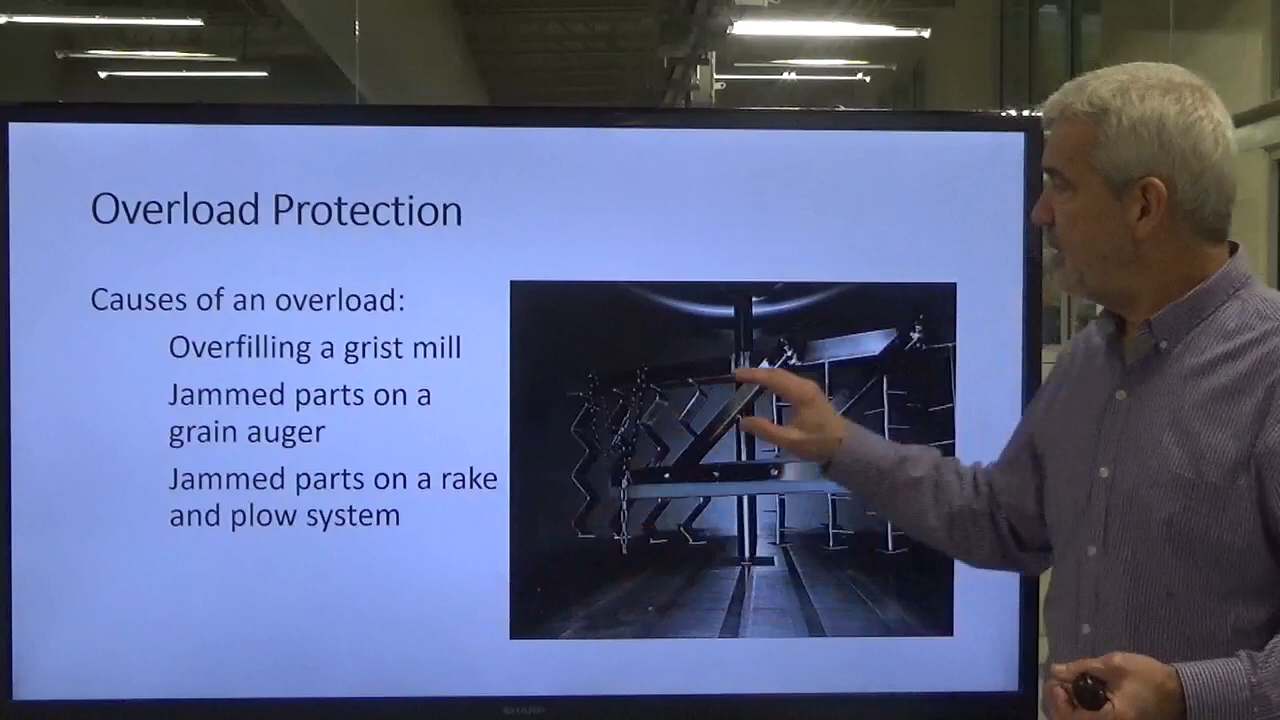 Overload Protection
Causes of an overload:
Overfilling a grist mill
Jammed parts on a
grain auger
Jammed parts on a rake
and plow system
SHARP